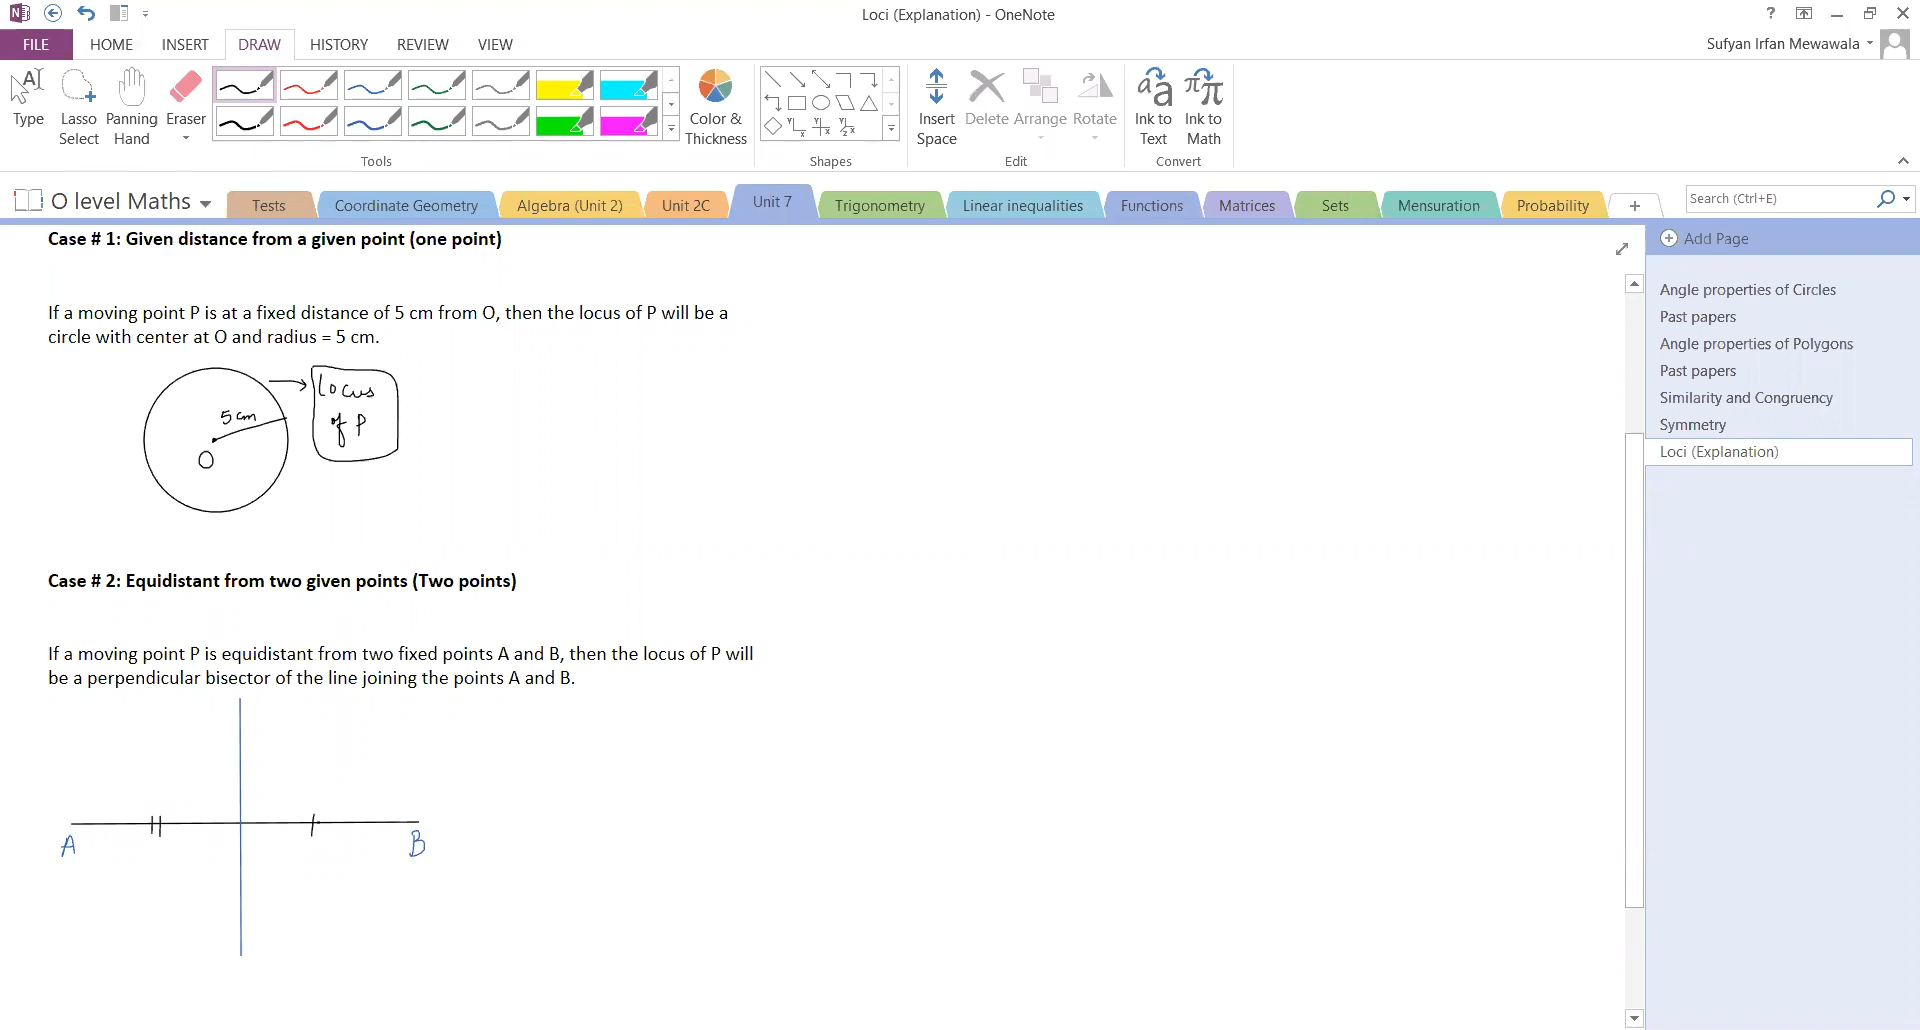 Loci (Explanation) - OneNote
?
FILE HOME INSERT DRAW HISTORY REVIEW VIEW
Sufyan Irfan Mewawala
Type
Lasso Select
Panning Hand
Eraser
Color & Thickness
Insert Space
Delete
Arrange
Rotate
Ink to Text
Ink to Math
Tools
Shapes
Edit
Convert
O level Maths
Tests
Coordinate Geometry
Algebra (Unit 2)
Unit 2C
Unit 7
Trigonometry
Linear inequalities
Functions
Matrices
Sets
Mensuration
Probability
+
Search (Ctrl+E)
Case # 1: Given distance from a given point (one point)
If a moving point P is at a fixed distance of 5 cm from O, then the locus of P will be a
circle with center at O and radius = 5 cm.
5 cm
O
Locus
of P
Case # 2: Equidistant from two given points (Two points)
If a moving point P is equidistant from two fixed points A and B, then the locus of P will
be a perpendicular bisector of the line joining the points A and B.
A
B
Add Page
Angle properties of Circles
Past papers
Angle properties of Polygons
Past papers
Similarity and Congruency
Symmetry
Loci (Explanation)